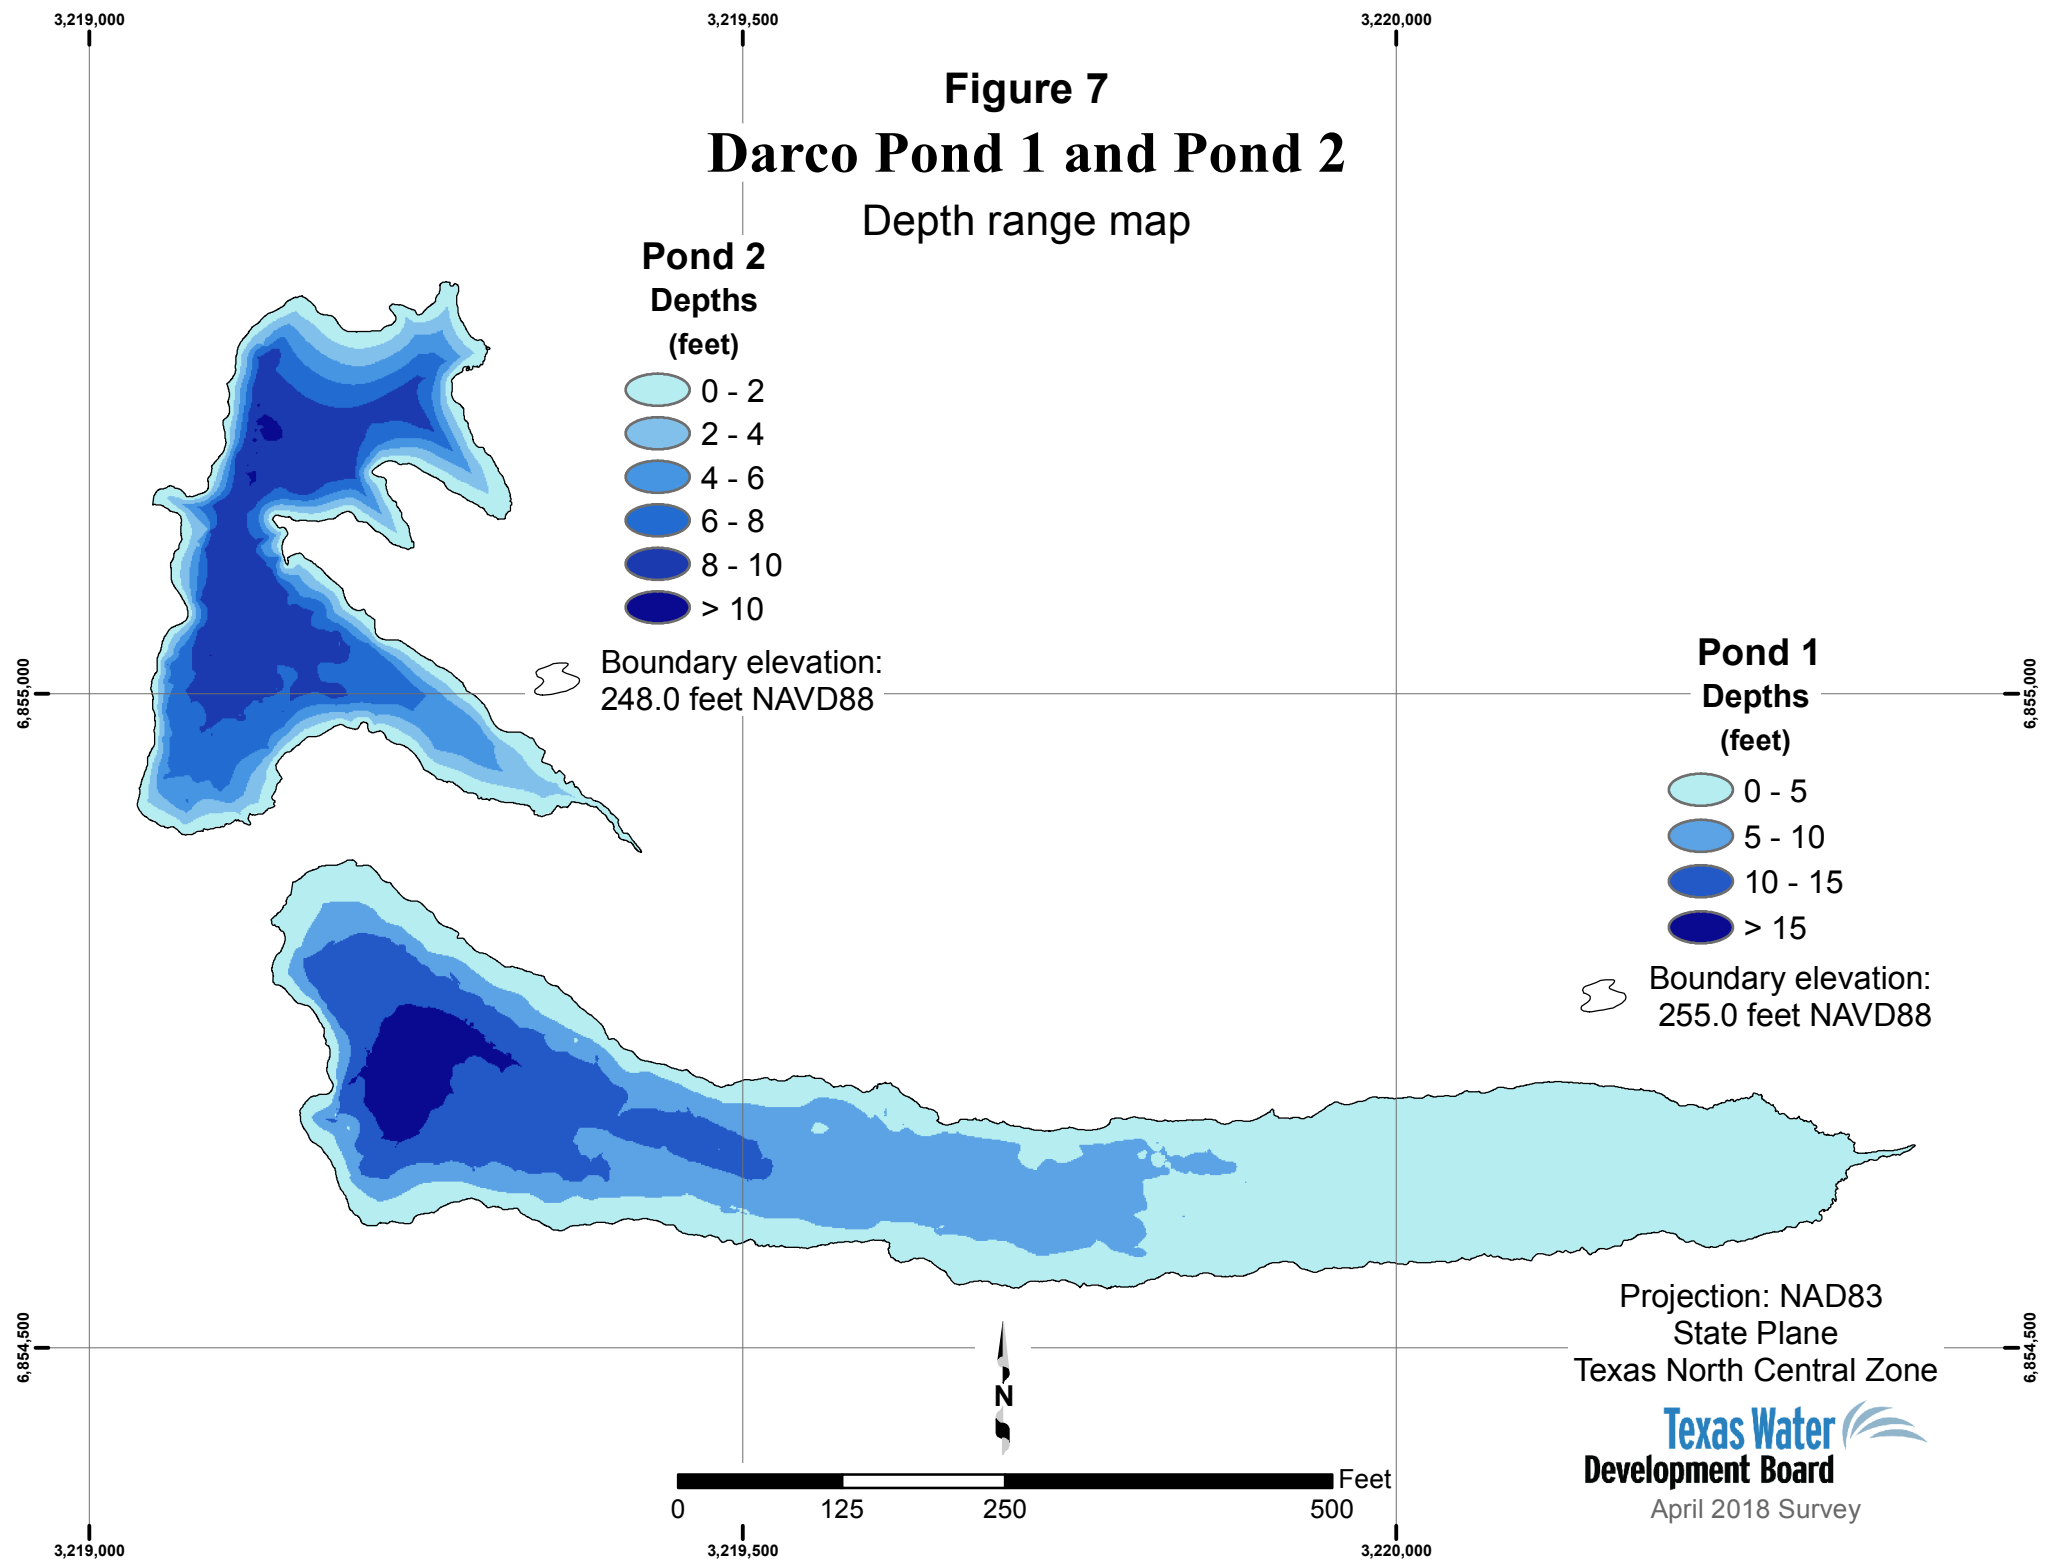 3,219,000
3,219,500
3,220,000
Figure 7
Darco Pond 1 and Pond 2
Depth range map
Pond 2
Depths
(feet)
0 - 2
2 - 4
4 - 6
6 - 8
8 - 10
> 10
Boundary elevation:
248.0 feet NAVD88
6,855,000
6,855,000
Pond 1
Depths
(feet)
0 - 5
5 - 10
10 - 15
> 15
Boundary elevation:
255.0 feet NAVD88
6,854,500
6,854,500
Projection: NAD83
State Plane
Texas North Central Zone
N
Feet
0
125
250
500
Texas Water
Development Board
April 2018 Survey
3,219,000
3,219,500
3,220,000